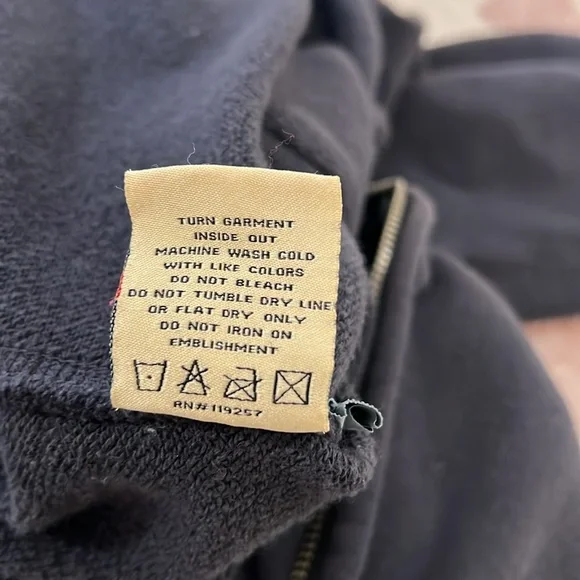 TURN GARMENT
INSIDE OUT
MACHINE WASH COLD
WITH LIKE COLORS
DO NOT BLEACH
DO NOT TUMBLE DRY LINE
OR FLAT DRY ONLY
DO NOT IRON ON
EMBLISHMENT
RN# 119257